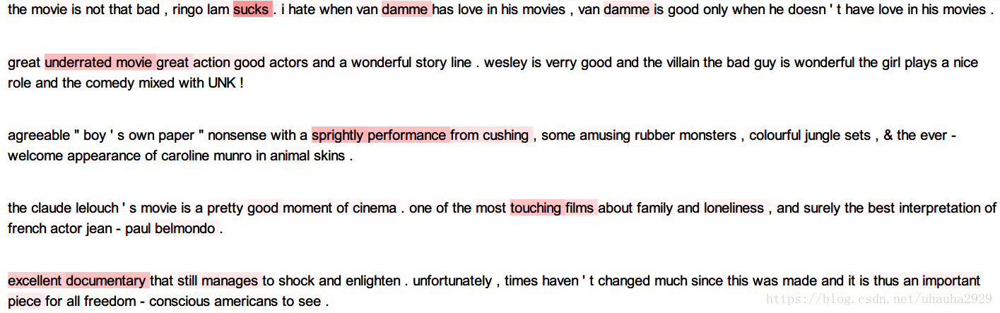 the movie is not that bad , ringo lam sucks . i hate when van damme has love in his movies , van damme is good only when he doesn ' t have love in his movies .
great underrated movie great action good actors and a wonderful story line . wesley is verry good and the villain the bad guy is wonderful the girl plays a nice
role and the comedy mixed with UNK !
agreeable " boy ' s own paper " nonsense with a sprightly performance from cushing , some amusing rubber monsters , colourful jungle sets , & the ever -
welcome appearance of caroline munro in animal skins .
the claude lelouch ' s movie is a pretty good moment of cinema . one of the most touching films about family and loneliness , and surely the best interpretation of
french actor jean - paul belmondo .
excellent documentary that still manages to shock and enlighten . unfortunately , times haven ' t changed much since this was made and it is thus an important
piece for all freedom - conscious americans to see .
https://blog.csdn.net/uhauha2929